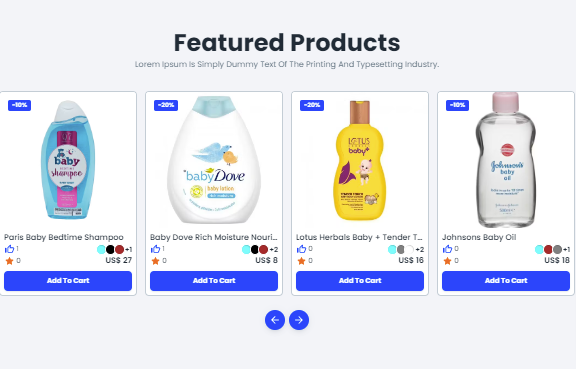 Featured Products
Lorem Ipsum Is Simply Dummy Text Of The Printing And Typesetting Industry.
-10%
baby
shampoo
Paris Baby Bedtime Shampoo
1
+1
0
US$ 27
Add To Cart
-20%
baby Dove
baby lotion
Baby Dove Rich Moisture Nouri...
1
+2
0
US$ 8
Add To Cart
-20%
LOTUS
baby+
Lotus Herbals Baby + Tender T...
0
+2
0
US$ 16
Add To Cart
-10%
Johnson's
baby
oil
Johnsons Baby Oil
0
+1
0
US$ 18
Add To Cart